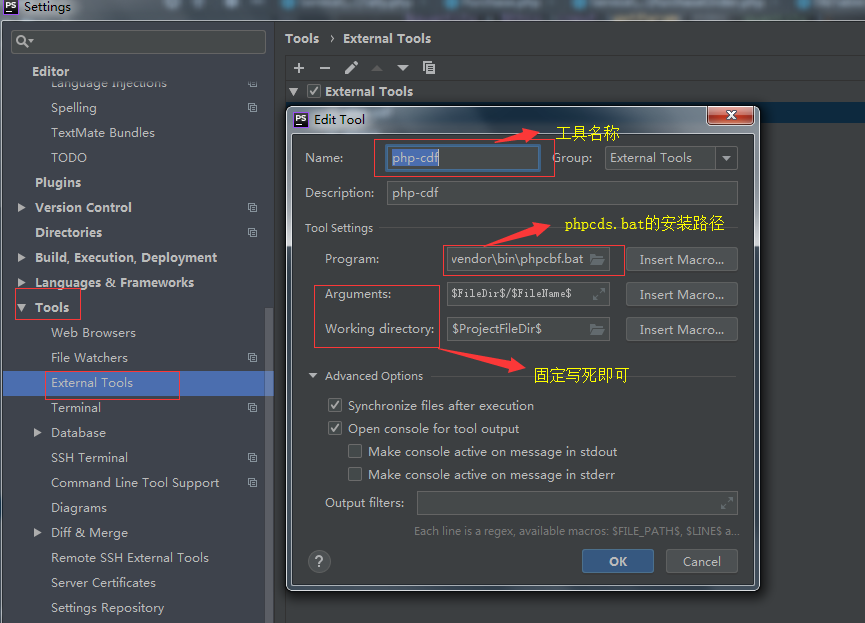 PS Settings
Tools › External Tools
Editor
Language Injections
Spelling
TextMate Bundles
TODO
Plugins
Version Control
Directories
Build, Execution, Deployment
Languages & Frameworks
Tools
Web Browsers
File Watchers
External Tools
Terminal
Database
SSH Terminal
Command Line Tool Support
Diagrams
Diff & Merge
Remote SSH External Tools
Server Certificates
Settings Repository
External Tools
PS Edit Tool
工具名称
Name: php-cdf Group: External Tools
Description: php-cdf
Tool Settings
phpcds.bat的安装路径
Program: vendor\bin\phpcbf.bat Insert Macro...
Arguments: $FileDir$/$FileName$ Insert Macro...
Working directory: $ProjectFileDir$ Insert Macro...
固定写死即可
Advanced Options
Synchronize files after execution
Open console for tool output
Make console active on message in stdout
Make console active on message in stderr
Output filters:
Each line is a regex, available macros: $FILE_PATH$, $LINE$ a...
? OK Cancel